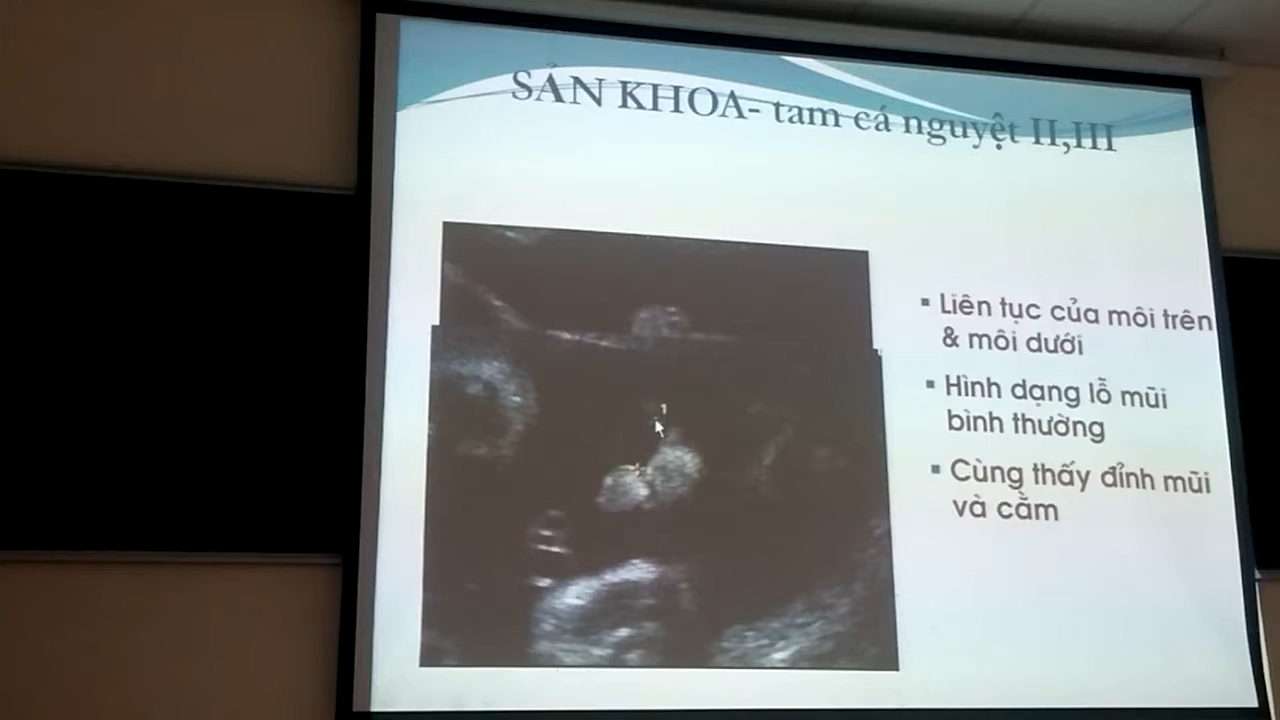 SẢN KHOA- tam cá nguyệt II,III
1
▪ Liên tục của môi trên
& môi dưới
▪ Hình dạng lỗ mũi
bình thường
▪ Cùng thấy đỉnh mũi
và cằm